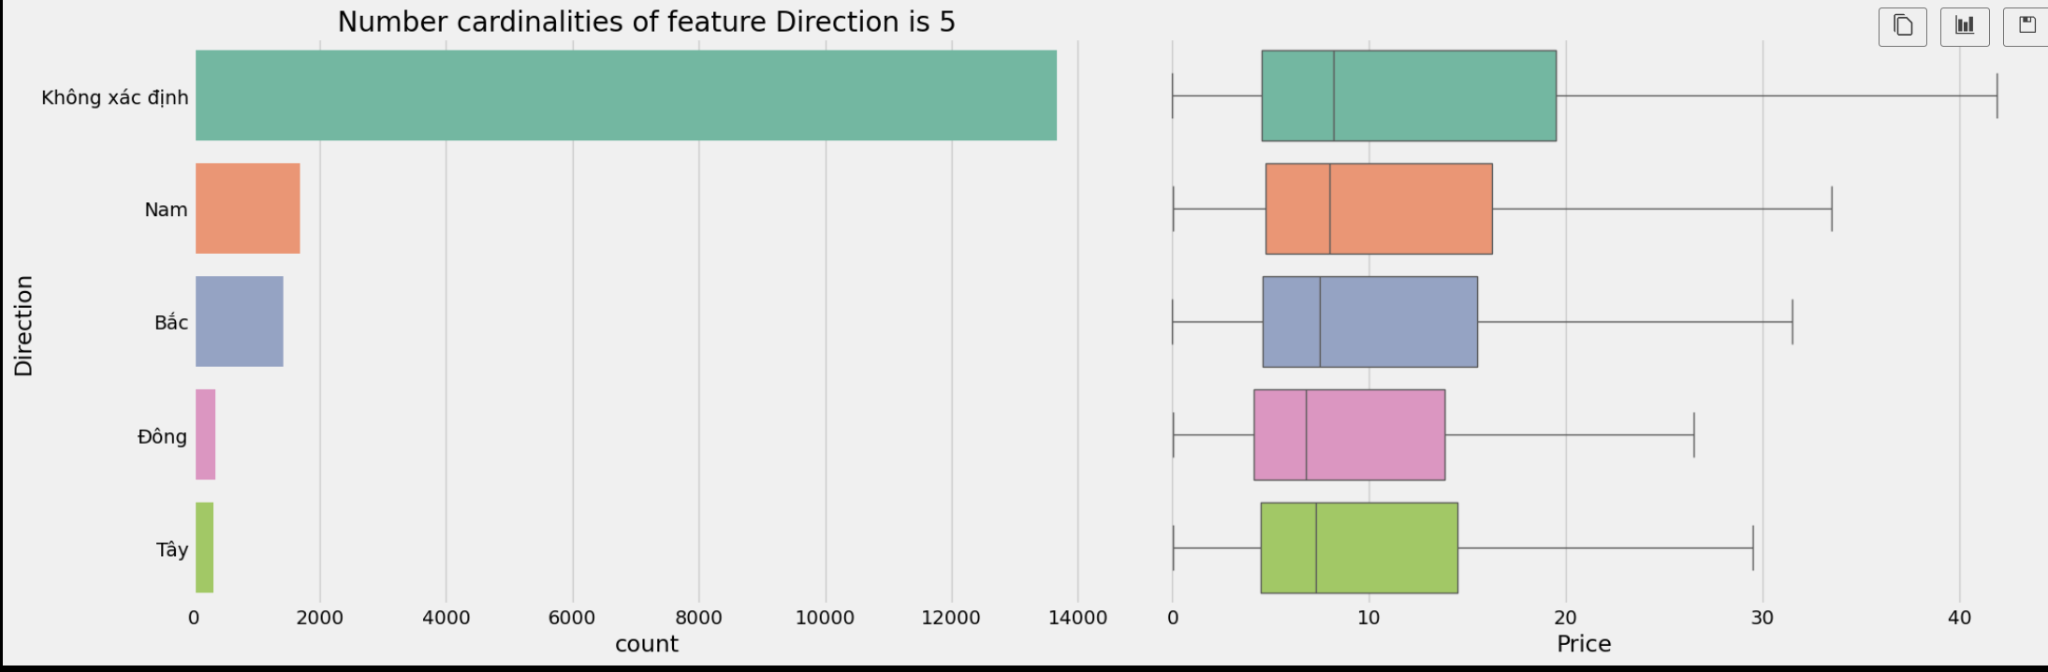 Number cardinalities of feature Direction is 5
Direction
Không xác định
Nam
Bắc
Đông
Tây
0 2000 4000 6000 8000 10000 12000 14000
count
0 10 20 30 40
Price